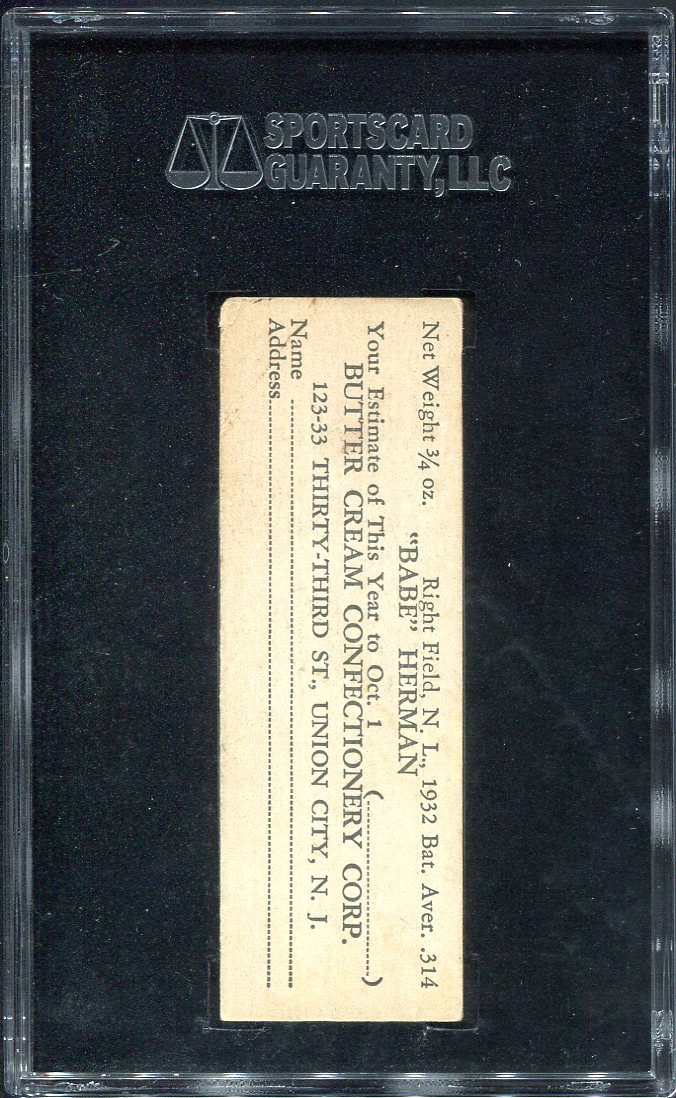 SPORTSCARD
GUARANTY, LLC
Net Weight ¾ oz. Right Field, N. L., 1932 Bat. Aver. .314
“BABE” HERMAN
Your Estimate of This Year to Oct. 1 (....................)
BUTTER CREAM CONFECTIONERY CORP.
123-33 THIRTY-THIRD ST., UNION CITY, N. J.
Name ....................
Address....................